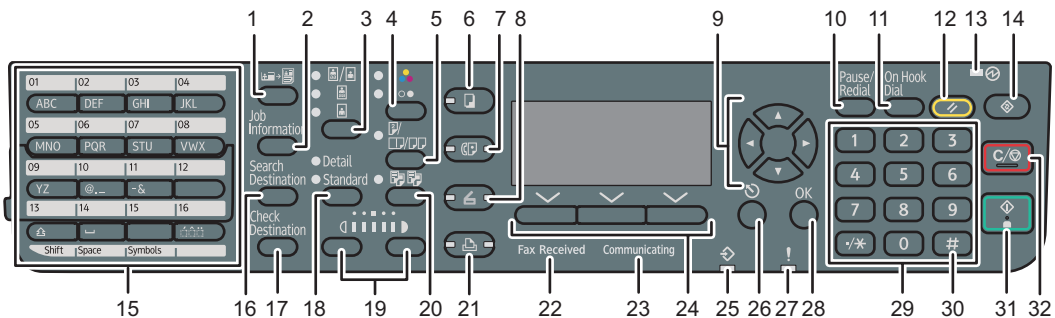 1 2 3 4 5 6 7 8 9 10 11 12 13 14
01 02 03 04
ABC DEF GHI JKL
05 06 07 08
MNO PQR STU VWX
09 10 11 12
YZ @._ -&
13 14 15 16
Shift Space Symbols
Job
Information
Search
Destination
Check
Destination
Detail
Standard
Fax Received Communicating
OK
Pause/
Redial
On Hook
Dial
1 2 3
4 5 6
7 8 9
·/* 0 #
C/
!
15 16 17 18 19 20 21 22 23 24 25 26 27 28 29 30 31 32